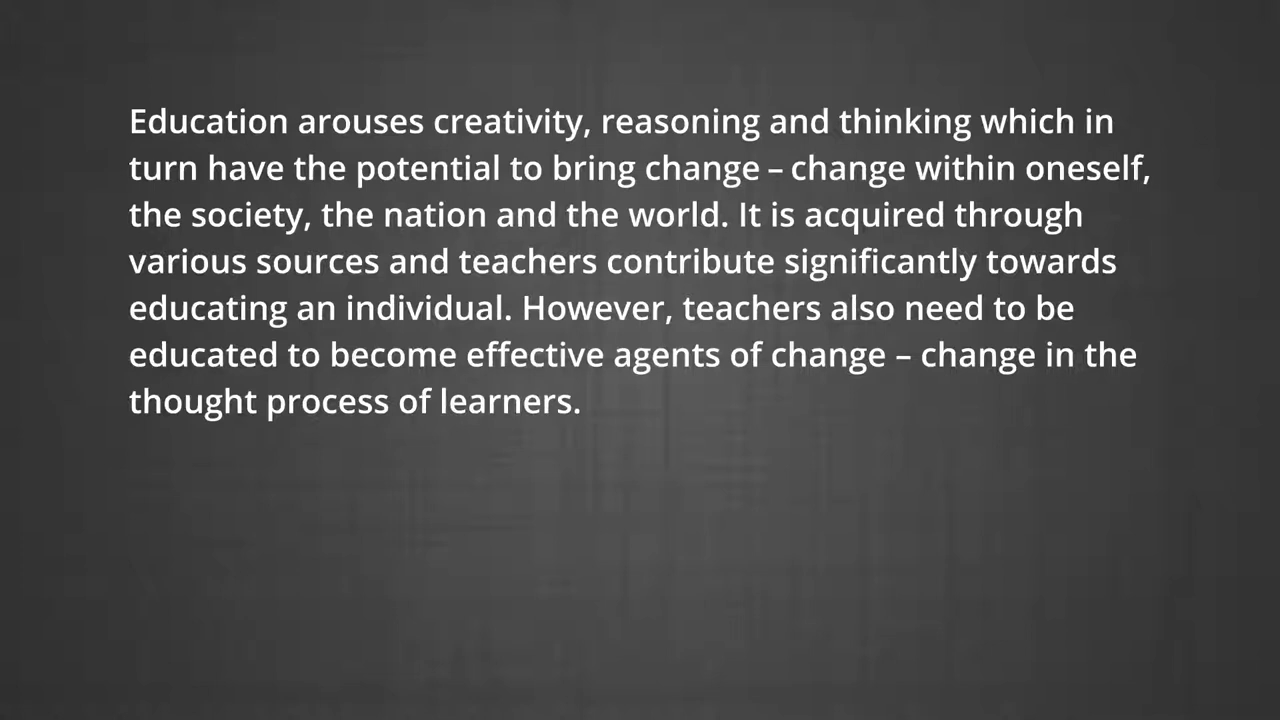 Education arouses creativity, reasoning and thinking which in
turn have the potential to bring change – change within oneself,
the society, the nation and the world. It is acquired through
various sources and teachers contribute significantly towards
educating an individual. However, teachers also need to be
educated to become effective agents of change – change in the
thought process of learners.